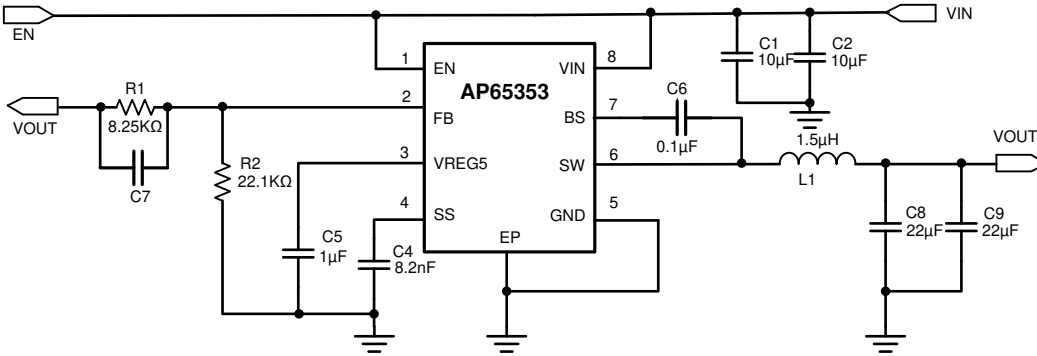 EN
VIN
C1
10µF
C2
10µF
1
EN
VIN
8
AP65353
R1
8.25KΩ
VOUT
C7
2
FB
BS
7
C6
0.1µF
R2
22.1KΩ
3
VREG5
SW
6
1.5µH
L1
VOUT
4
SS
GND
5
EP
C5
1µF
C4
8.2nF
C8
22µF
C9
22µF